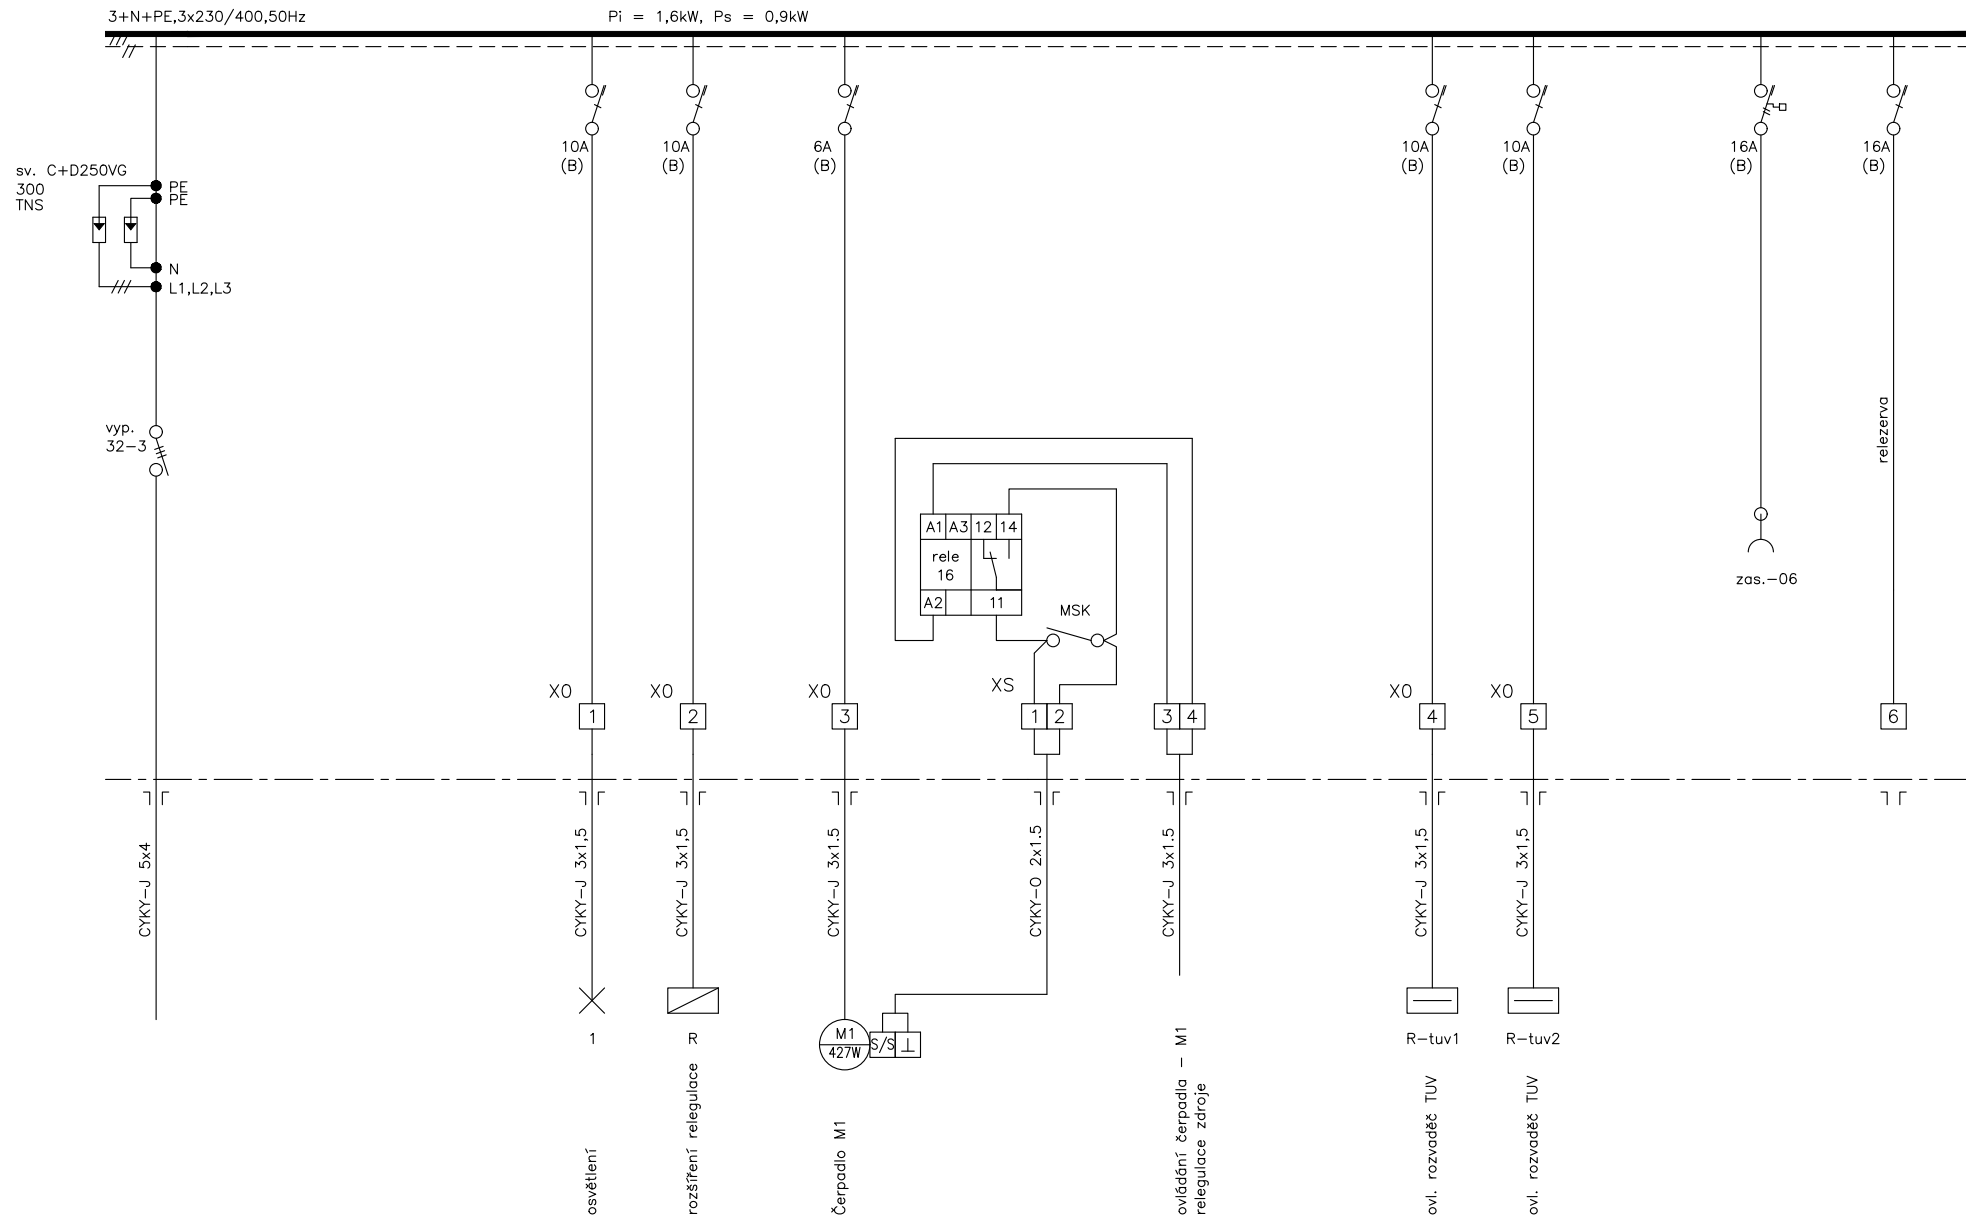 3+N+PE,3x230/400,50Hz
Pi = 1,6kW, Ps = 0,9kW
10A
(B)
10A
(B)
6A
(B)
10A
(B)
10A
(B)
16A
(B)
16A
(B)
sv. C+D250VG
300
TNS
PE
PE
N
L1,L2,L3
vyp.
32-3
relezerva
A1 A3 12 14
rele
16
A2 11
MSK
zas.-06
X0
X0
X0
XS
X0
X0
1
2
3
1 2
3 4
4
5
6
CYKY-J 5x4
CYKY-J 3x1,5
CYKY-J 3x1,5
CYKY-J 3x1.5
CYKY-O 2x1.5
CYKY-J 3x1.5
CYKY-J 3x1,5
CYKY-J 3x1,5
1
R
M1
427W
S/S
R-tuv1
R-tuv2
osvětlení
rozšíření relegulace
Čerpadlo M1
ovládání čerpadla - M1
relegulace zdroje
ovl. rozvaděč TUV
ovl. rozvaděč TUV